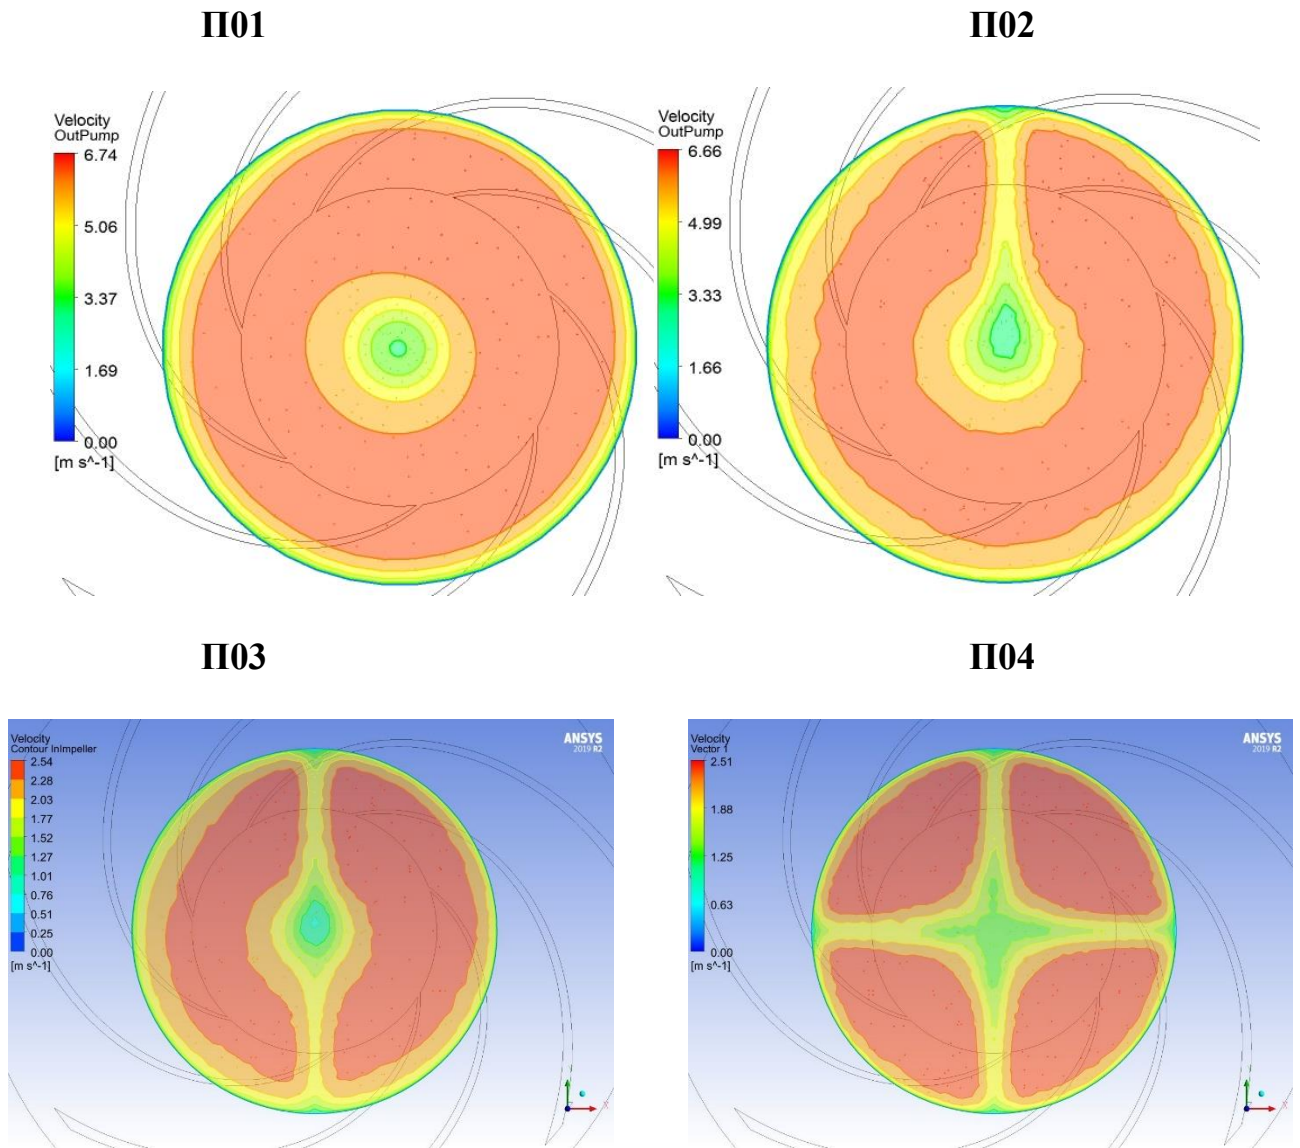 П01
П02
Velocity
OutPump
6.74
5.06
3.37
1.69
0.00
[m s^-1]
Velocity
OutPump
6.66
4.99
3.33
1.66
0.00
[m s^-1]
П03
П04
Velocity
Contour InImpeller
2.54
2.28
2.03
1.77
1.52
1.27
1.01
0.76
0.51
0.25
0.00
[m s^-1]
ANSYS
2019 R2
X
Velocity
Vector 1
2.51
1.88
1.25
0.63
0.00
[m s^-1]
ANSYS
2019 R2
X